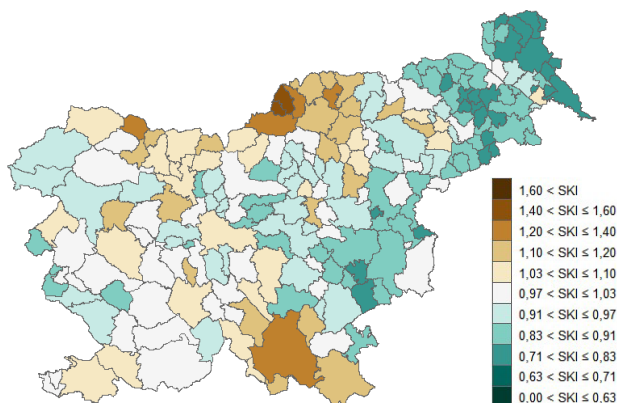 1,60 < SKI
1,40 < SKI ≤ 1,60
1,20 < SKI ≤ 1,40
1,10 < SKI ≤ 1,20
1,03 < SKI ≤ 1,10
0,97 < SKI ≤ 1,03
0,91 < SKI ≤ 0,97
0,83 < SKI ≤ 0,91
0,71 < SKI ≤ 0,83
0,63 < SKI ≤ 0,71
0,00 < SKI ≤ 0,63